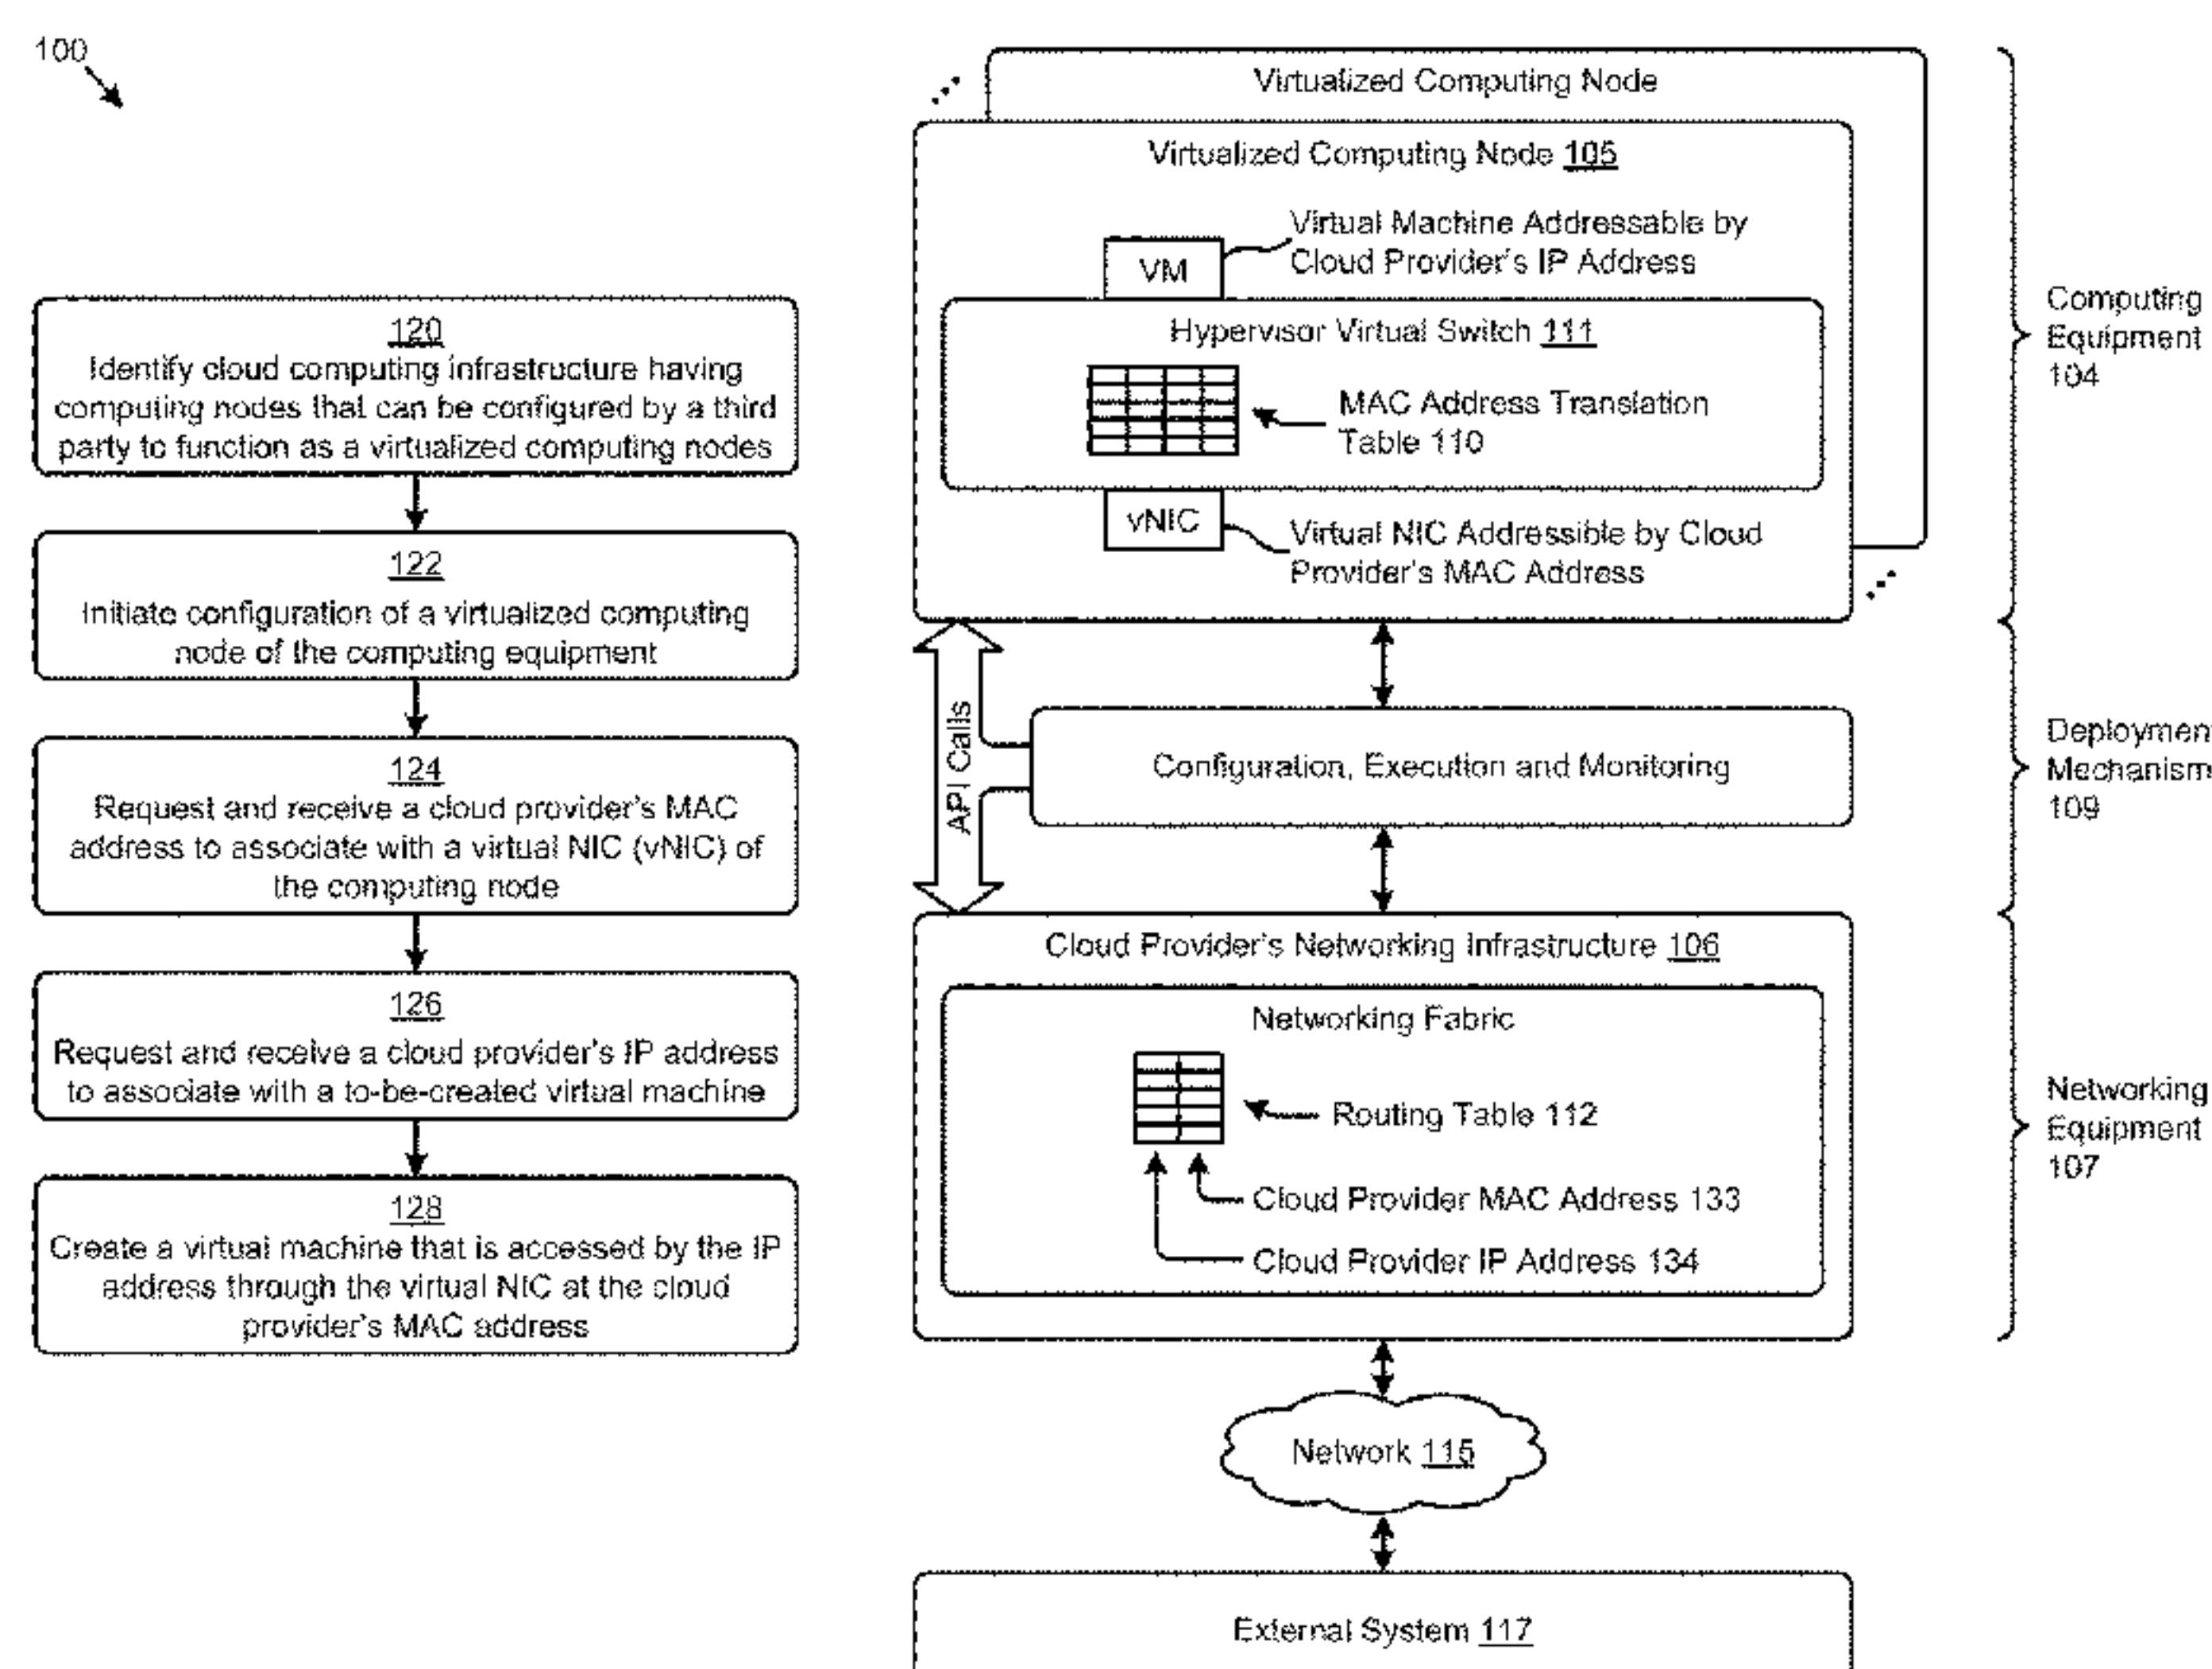 100
120
Identify cloud computing infrastructure having
computing nodes that can be configured by a third
party to function as a virtualized computing nodes
122
Initiate configuration of a virtualized computing
node of the computing equipment
124
Request and receive a cloud provider's MAC
address to associate with a virtual NIC (vNIC) of
the computing node
126
Request and receive a cloud provider's IP address
to associate with a to-be-created virtual machine
128
Create a virtual machine that is accessed by the IP
address through the virtual NIC at the cloud
provider's MAC address
Virtualized Computing Node
Virtualized Computing Node 105
Virtual Machine Addressable by
Cloud Provider's IP Address
VM
Hypervisor Virtual Switch 111
MAC Address Translation
Table 110
vNIC
Virtual NIC Addressible by Cloud
Provider's MAC Address
API Calls
Configuration, Execution and Monitoring
Cloud Provider's Networking Infrastructure 106
Networking Fabric
Routing Table 112
Cloud Provider MAC Address 133
Cloud Provider IP Address 134
Network 115
External System 117
Computing
Equipment
104
Deployment
Mechanism
109
Networking
Equipment
107